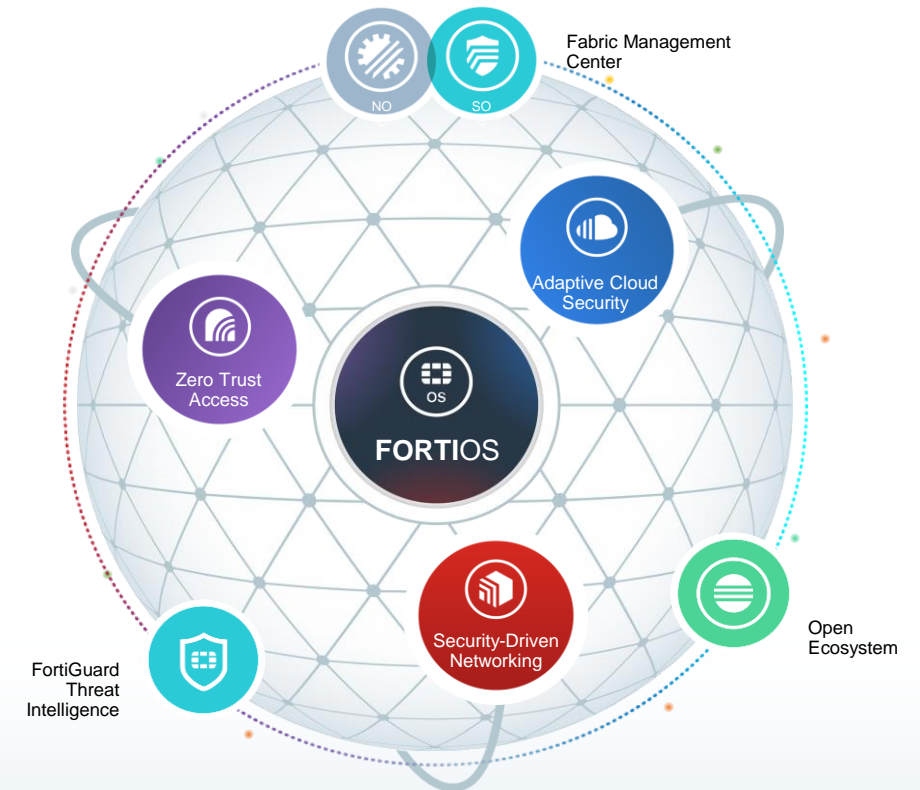 Fabric Management
Center
NO
SO
Adaptive Cloud
Security
Zero Trust
Access
OS
FORTIOS
Security-Driven
Networking
Open
Ecosystem
FortiGuard
Threat
Intelligence